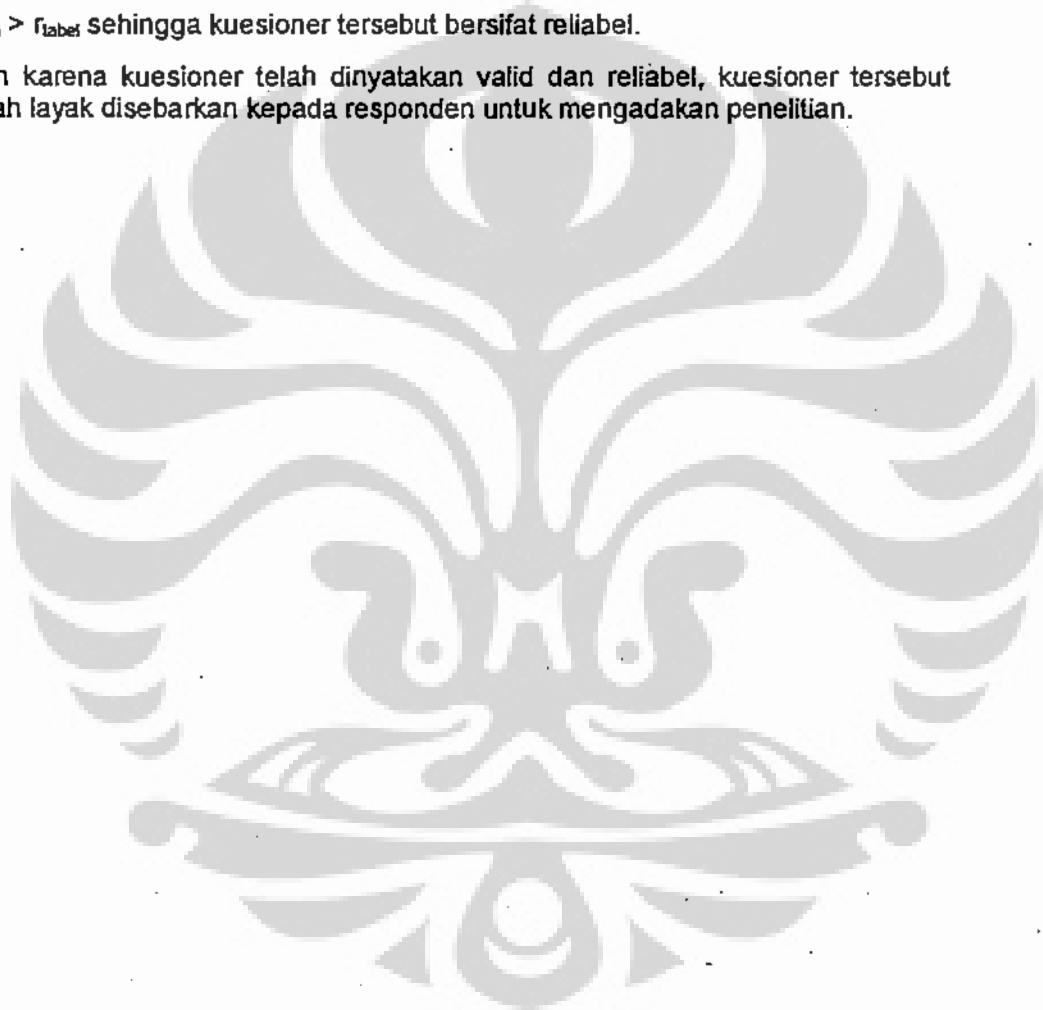 > rtabel sehingga kuesioner tersebut bersifat reliabel.
karena kuesioner telah dinyatakan valid dan reliabel, kuesioner tersebut
layak disebarkan kepada responden untuk mengadakan penelitian.